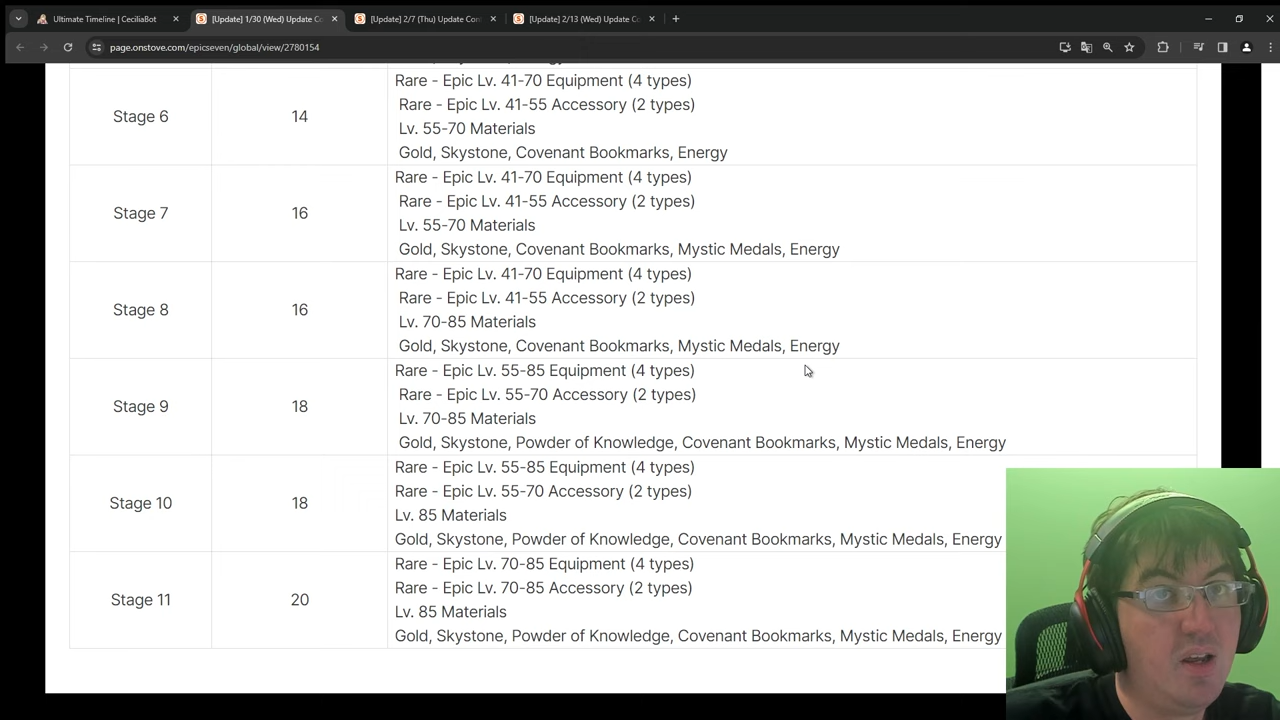 Ultimate Timeline | CeciliaBot
[Update] 1/30 (Wed) Update Co
[Update] 2/7 (Thu) Update Con
[Update] 2/13 (Wed) Update Co
page.onstove.com/epicseven/global/view/2780154
Stage 6
14
Rare - Epic Lv. 41-70 Equipment (4 types)
Rare - Epic Lv. 41-55 Accessory (2 types)
Lv. 55-70 Materials
Gold, Skystone, Covenant Bookmarks, Energy
Stage 7
16
Rare - Epic Lv. 41-70 Equipment (4 types)
Rare - Epic Lv. 41-55 Accessory (2 types)
Lv. 55-70 Materials
Gold, Skystone, Covenant Bookmarks, Mystic Medals, Energy
Stage 8
16
Rare - Epic Lv. 41-70 Equipment (4 types)
Rare - Epic Lv. 41-55 Accessory (2 types)
Lv. 70-85 Materials
Gold, Skystone, Covenant Bookmarks, Mystic Medals, Energy
Stage 9
18
Rare - Epic Lv. 55-85 Equipment (4 types)
Rare - Epic Lv. 55-70 Accessory (2 types)
Lv. 70-85 Materials
Gold, Skystone, Powder of Knowledge, Covenant Bookmarks, Mystic Medals, Energy
Stage 10
18
Rare - Epic Lv. 55-85 Equipment (4 types)
Rare - Epic Lv. 55-70 Accessory (2 types)
Lv. 85 Materials
Gold, Skystone, Powder of Knowledge, Covenant Bookmarks, Mystic Medals, Energy
Stage 11
20
Rare - Epic Lv. 70-85 Equipment (4 types)
Rare - Epic Lv. 70-85 Accessory (2 types)
Lv. 85 Materials
Gold, Skystone, Powder of Knowledge, Covenant Bookmarks, Mystic Medals, Energy